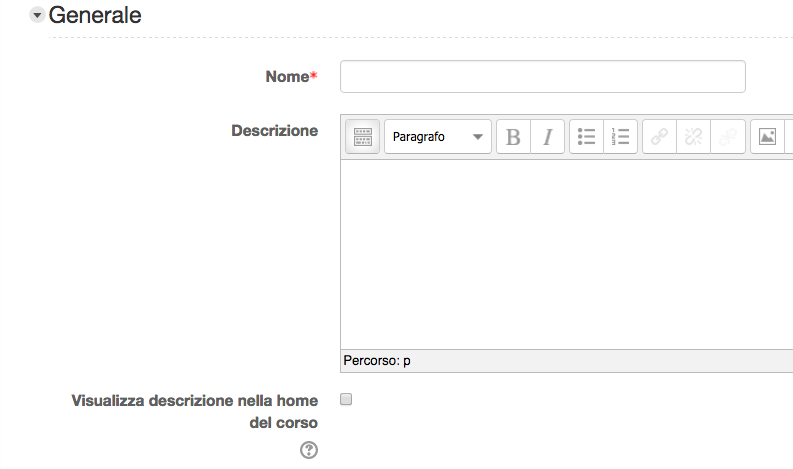 Generale
Nome*
Descrizione
Paragrafo
B I
Percorso: p
Visualizza descrizione nella home
del corso
?